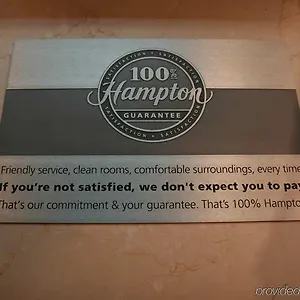 SATISFACTION • SATISFACTION
100%
Hampton
GUARANTEE
SATISFACTION • SATISFACTION
Friendly service, clean rooms, comfortable surroundings, every time
If you're not satisfied, we don't expect you to pay
That's our commitment & your guarantee. That's 100% Hampto